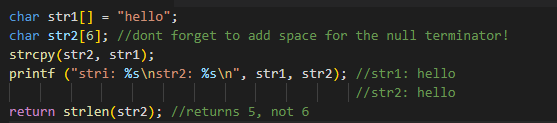 char str1[] = "hello";
char str2[6]; //dont forget to add space for the null terminator!
strcpy(str2, str1);
printf ("stri: %s\nstr2: %s\n", str1, str2); //str1: hello
//str2: hello
return strlen(str2); //returns 5, not 6